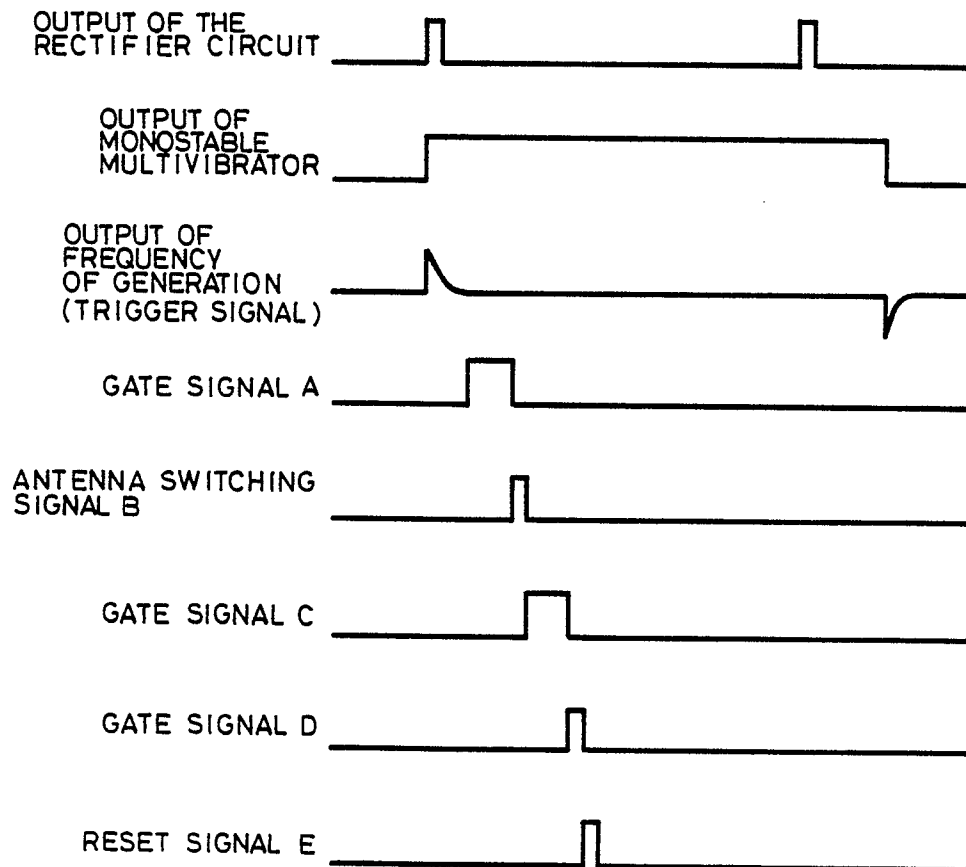 OUTPUT OF THE
RECTIFIER CIRCUIT
OUTPUT OF
MONOSTABLE
MULTIVIBRATOR
OUTPUT OF
FREQUENCY
OF GENERATION
(TRIGGER SIGNAL)
GATE SIGNAL A
ANTENNA SWITCHING
SIGNAL B
GATE SIGNAL C
GATE SIGNAL D
RESET SIGNAL E